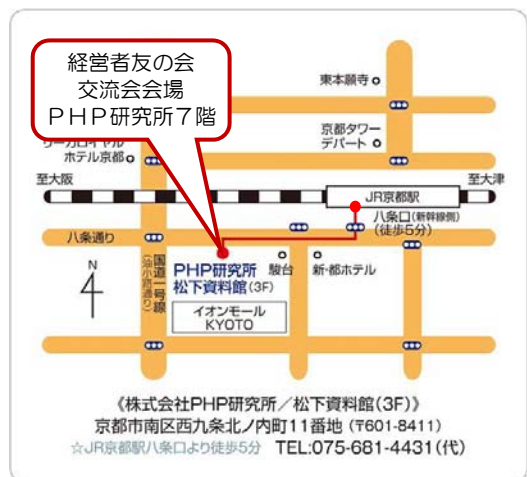 経営者友の会
交流会会場
ＰＨＰ研究所７階
東本願寺
京都タワー
デパート
リーガロイヤル
ホテル京都
至大阪
JR京都駅
至大津
八条口(新幹線側)
(徒歩5分)
八条通り
N
国道一号線
(油小路通り)
PHP研究所
松下資料館(3F)
駿台
新・都ホテル
イオンモール
KYOTO
《株式会社PHP研究所／松下資料館(3F)》
京都市南区西九条北ノ内町11番地 (〒601-8411)
☆JR京都駅八条口より徒歩5分 TEL:075-681-4431(代)